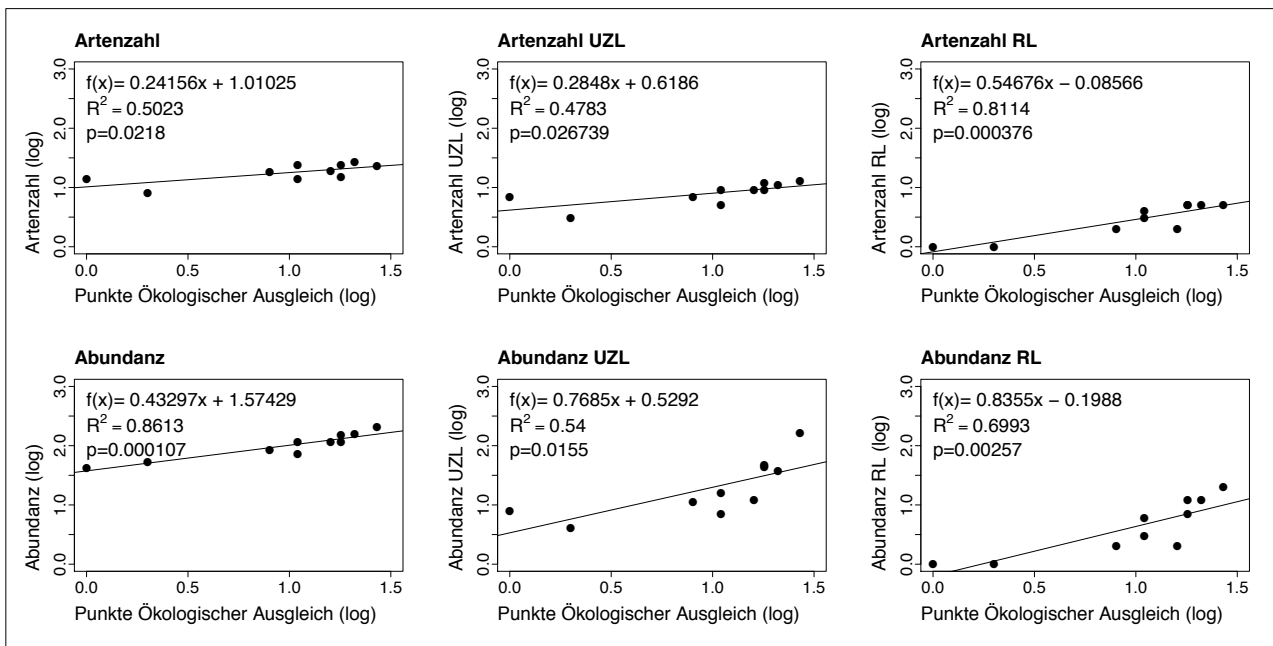 Artenzahl
f(x)= 0.24156x + 1.01025
R² = 0.5023
p=0.0218
Artenzahl (log)
0.0 1.0 2.0 3.0
0.0 0.5 1.0 1.5
Punkte Ökologischer Ausgleich (log)
Artenzahl UZL
f(x)= 0.2848x + 0.6186
R² = 0.4783
p=0.026739
Artenzahl UZL (log)
0.0 1.0 2.0 3.0
0.0 0.5 1.0 1.5
Punkte Ökologischer Ausgleich (log)
Artenzahl RL
f(x)= 0.54676x − 0.08566
R² = 0.8114
p=0.000376
Artenzahl RL (log)
0.0 1.0 2.0 3.0
0.0 0.5 1.0 1.5
Punkte Ökologischer Ausgleich (log)
Abundanz
f(x)= 0.43297x + 1.57429
R² = 0.8613
p=0.000107
Abundanz (log)
0.0 1.0 2.0 3.0
0.0 0.5 1.0 1.5
Punkte Ökologischer Ausgleich (log)
Abundanz UZL
f(x)= 0.7685x + 0.5292
R² = 0.54
p=0.0155
Abundanz UZL (log)
0.0 1.0 2.0 3.0
0.0 0.5 1.0 1.5
Punkte Ökologischer Ausgleich (log)
Abundanz RL
f(x)= 0.8355x − 0.1988
R² = 0.6993
p=0.00257
Abundanz RL (log)
0.0 1.0 2.0 3.0
0.0 0.5 1.0 1.5
Punkte Ökologischer Ausgleich (log)